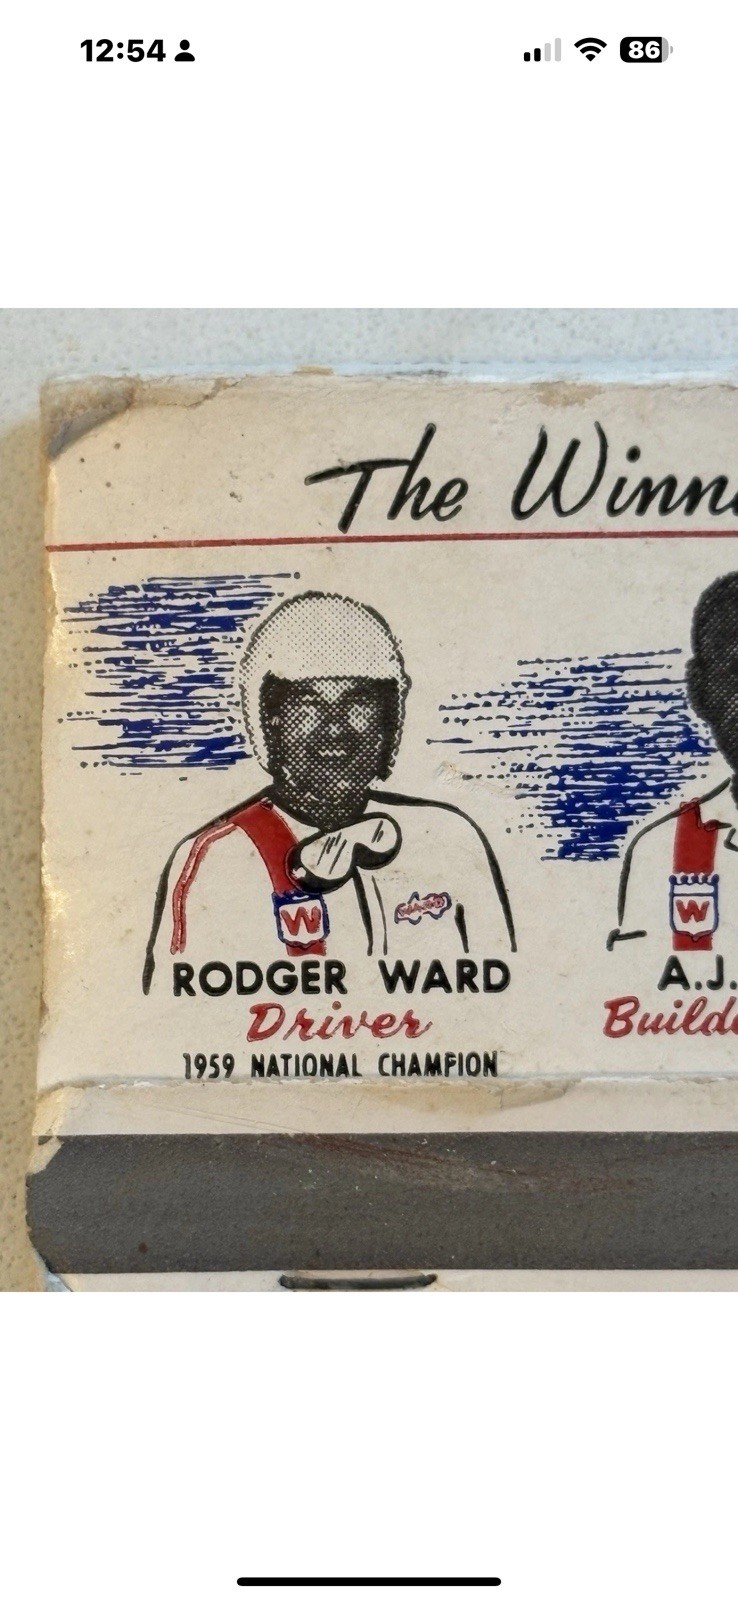 12:54
86
The Winn
W
W
RODGER WARD
A.J.
Driver
Build
1959 NATIONAL CHAMPION